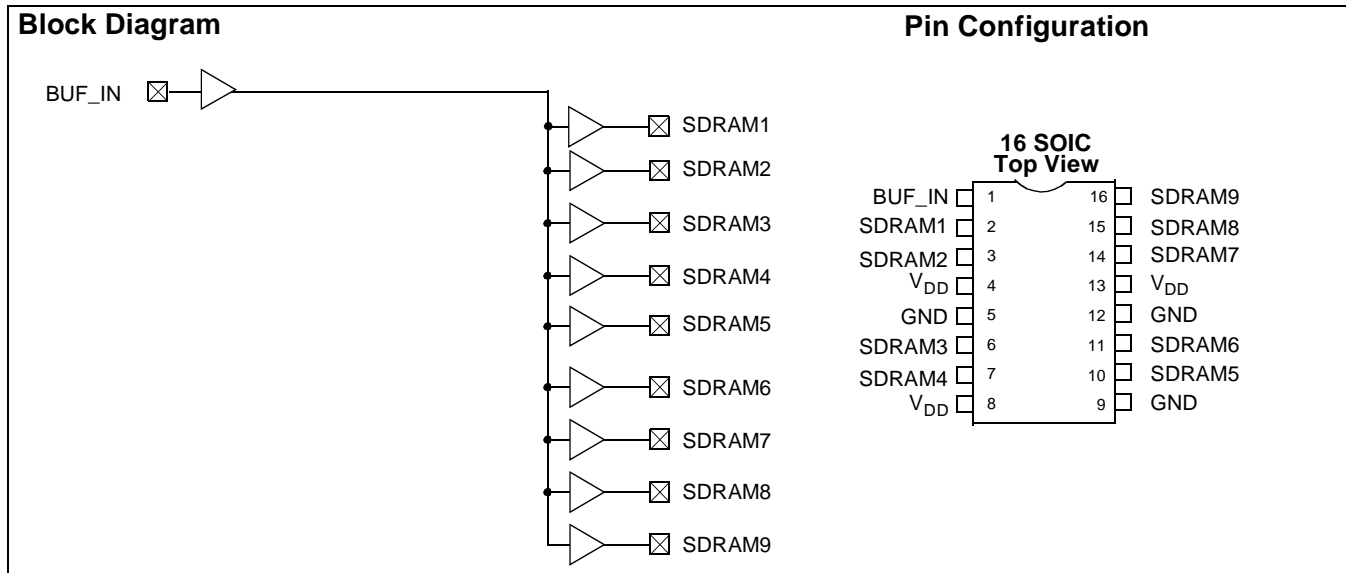 Block Diagram
BUF_IN
SDRAM1
SDRAM2
SDRAM3
SDRAM4
SDRAM5
SDRAM6
SDRAM7
SDRAM8
SDRAM9
Pin Configuration
16 SOIC
Top View
BUF_IN 1 16 SDRAM9
SDRAM1 2 15 SDRAM8
SDRAM2 3 14 SDRAM7
VDD 4 13 VDD
GND 5 12 GND
SDRAM3 6 11 SDRAM6
SDRAM4 7 10 SDRAM5
VDD 8 9 GND